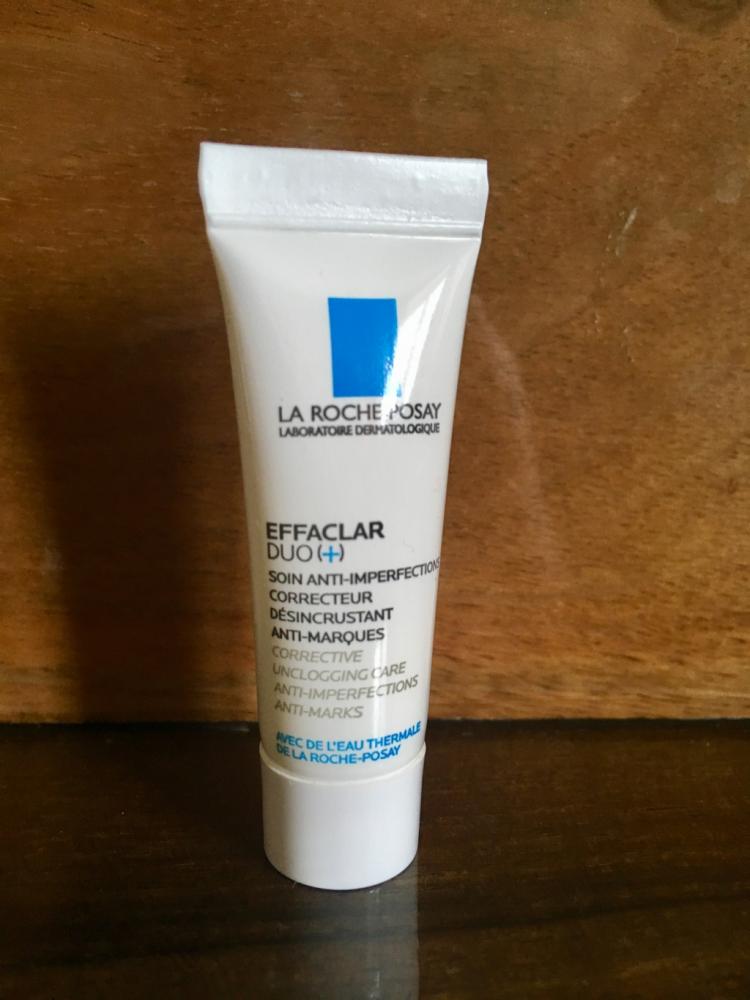 LA ROCHE-POSAY
LABORATOIRE DERMATOLOGIQUE
EFFACLAR
DUO (+)
SOIN ANTI-IMPERFECTIONS
CORRECTEUR
DÉSINCRUSTANT
ANTI-MARQUES
CORRECTIVE
UNCLOGGING CARE
ANTI-IMPERFECTIONS
ANTI-MARKS
AVEC DE L'EAU THERMALE
DE LA ROCHE-POSAY